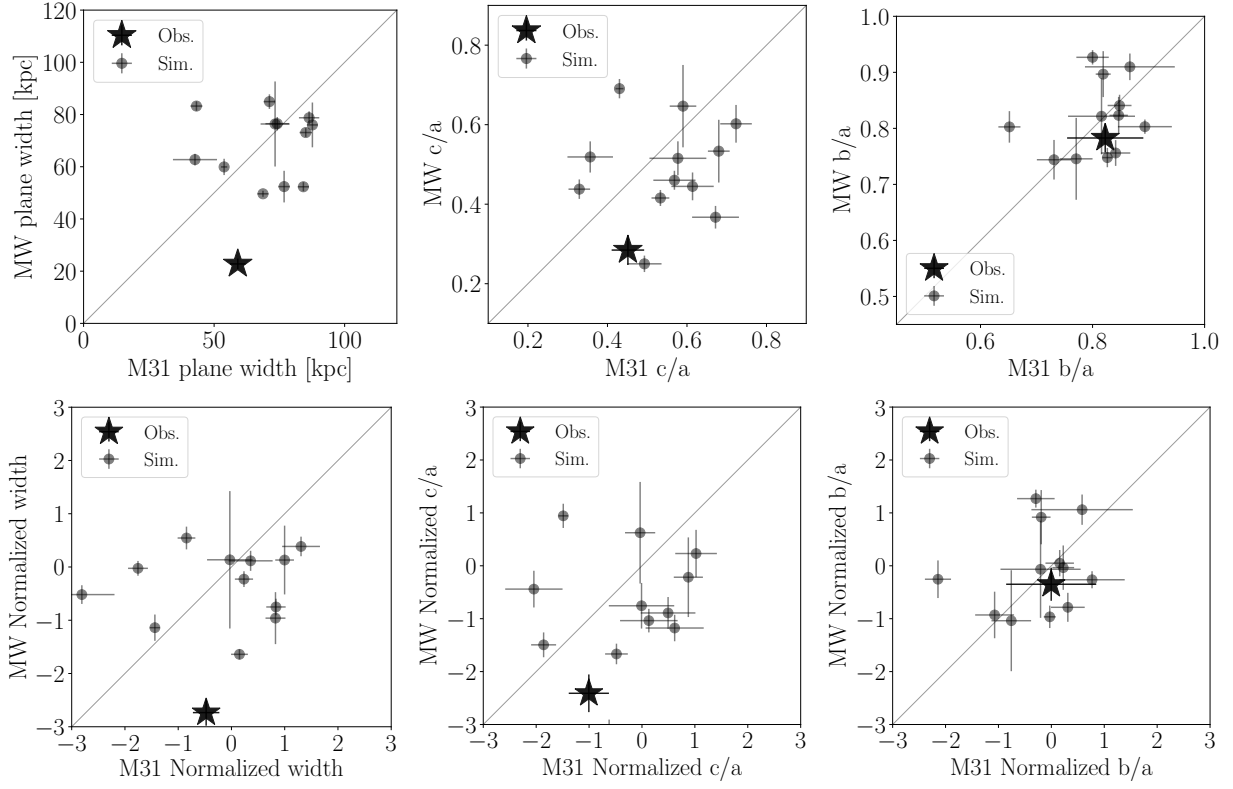 120
100
80
60
40
20
0
MW plane width [kpc]
Obs.
Sim.
0
50
100
M31 plane width [kpc]
0.8
0.6
0.4
0.2
MW c/a
Obs.
Sim.
0.2
0.4
0.6
0.8
M31 c/a
1.0
0.9
0.8
0.7
0.6
0.5
MW b/a
Obs.
Sim.
0.6
0.8
1.0
M31 b/a
3
2
1
0
−1
−2
−3
MW Normalized width
Obs.
Sim.
−3
−2
−1
0
1
2
3
M31 Normalized width
3
2
1
0
−1
−2
−3
MW Normalized c/a
Obs.
Sim.
−3
−2
−1
0
1
2
3
M31 Normalized c/a
3
2
1
0
−1
−2
−3
MW Normalized b/a
Obs.
Sim.
−3
−2
−1
0
1
2
3
M31 Normalized b/a